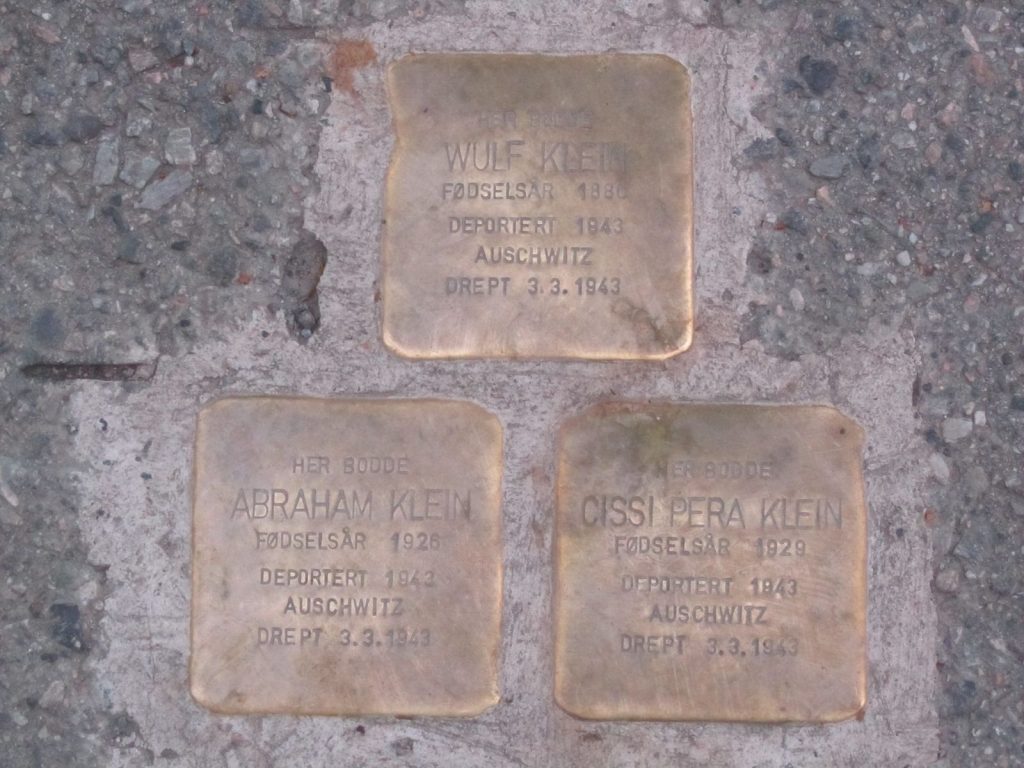 HER BODDE
WULF KLEIN
FØDSELSÅR 1886
DEPORTERT 1943
AUSCHWITZ
DREPT 3.3.1943
HER BODDE
ABRAHAM KLEIN
FØDSELSÅR 1926
DEPORTERT 1943
AUSCHWITZ
DREPT 3.3.1943
HER BODDE
CISSI PERA KLEIN
FØDSELSÅR 1929
DEPORTERT 1943
AUSCHWITZ
DREPT 3.3.1943